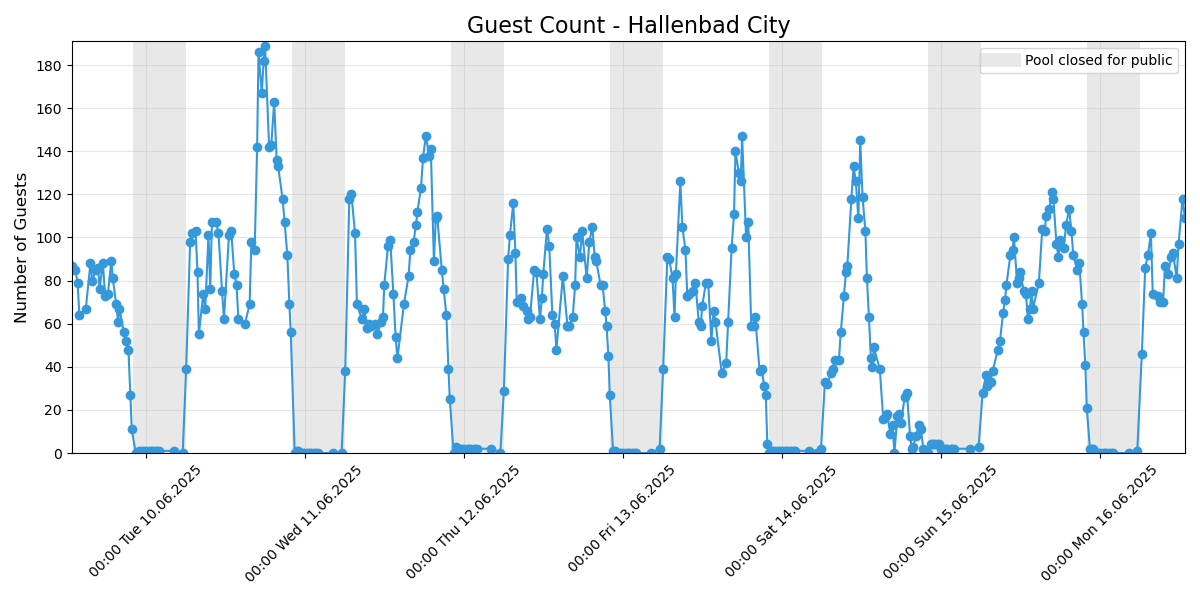 Guest Count - Hallenbad City
Pool closed for public
Number of Guests
180
160
140
120
100
80
60
40
20
0
00:00 Tue 10.06.2025
00:00 Wed 11.06.2025
00:00 Thu 12.06.2025
00:00 Fri 13.06.2025
00:00 Sat 14.06.2025
00:00 Sun 15.06.2025
00:00 Mon 16.06.2025